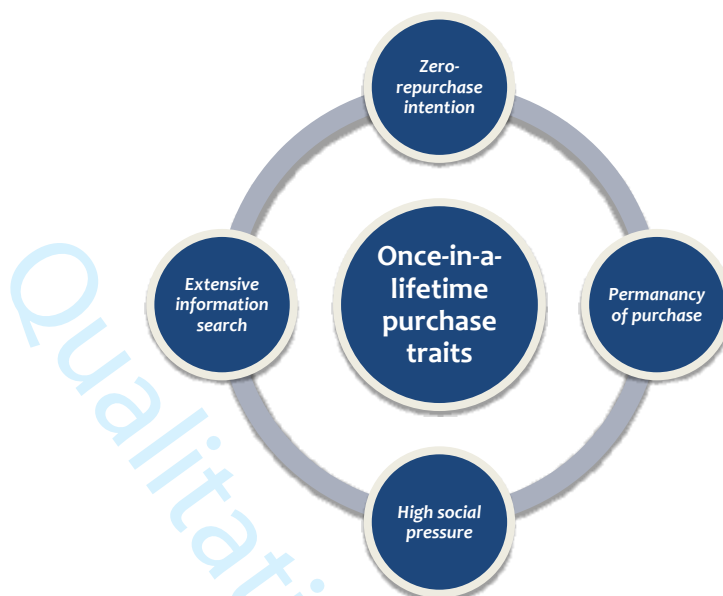 Zero-
repurchase
intention
Once-in-a-
lifetime
purchase
traits
Extensive
information
search
Permanancy
of purchase
High social
pressure
Qualitati